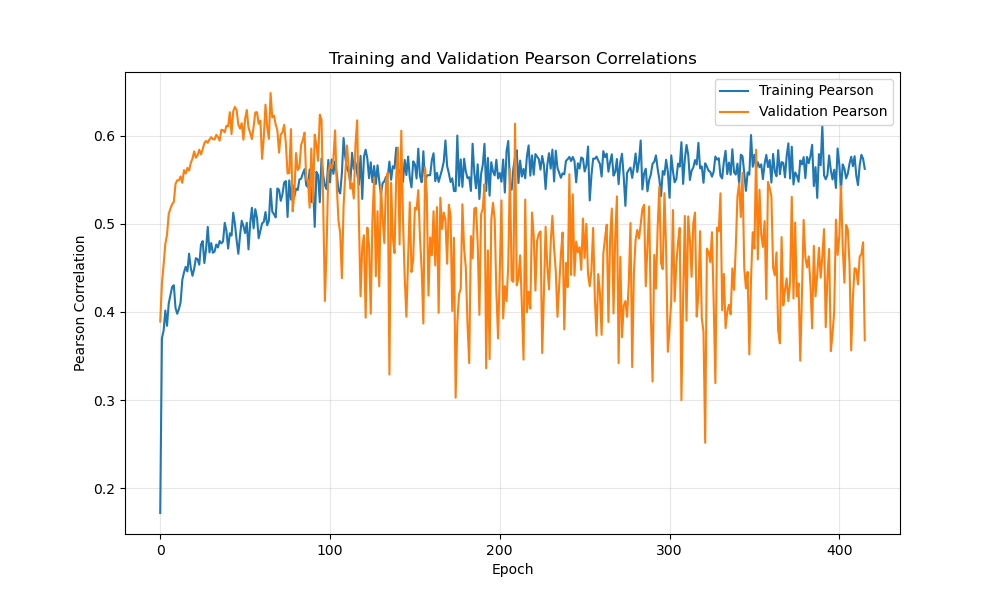 Training and Validation Pearson Correlations
Training Pearson
Validation Pearson
Pearson Correlation
0.6
0.5
0.4
0.3
0.2
0
100
200
300
400
Epoch